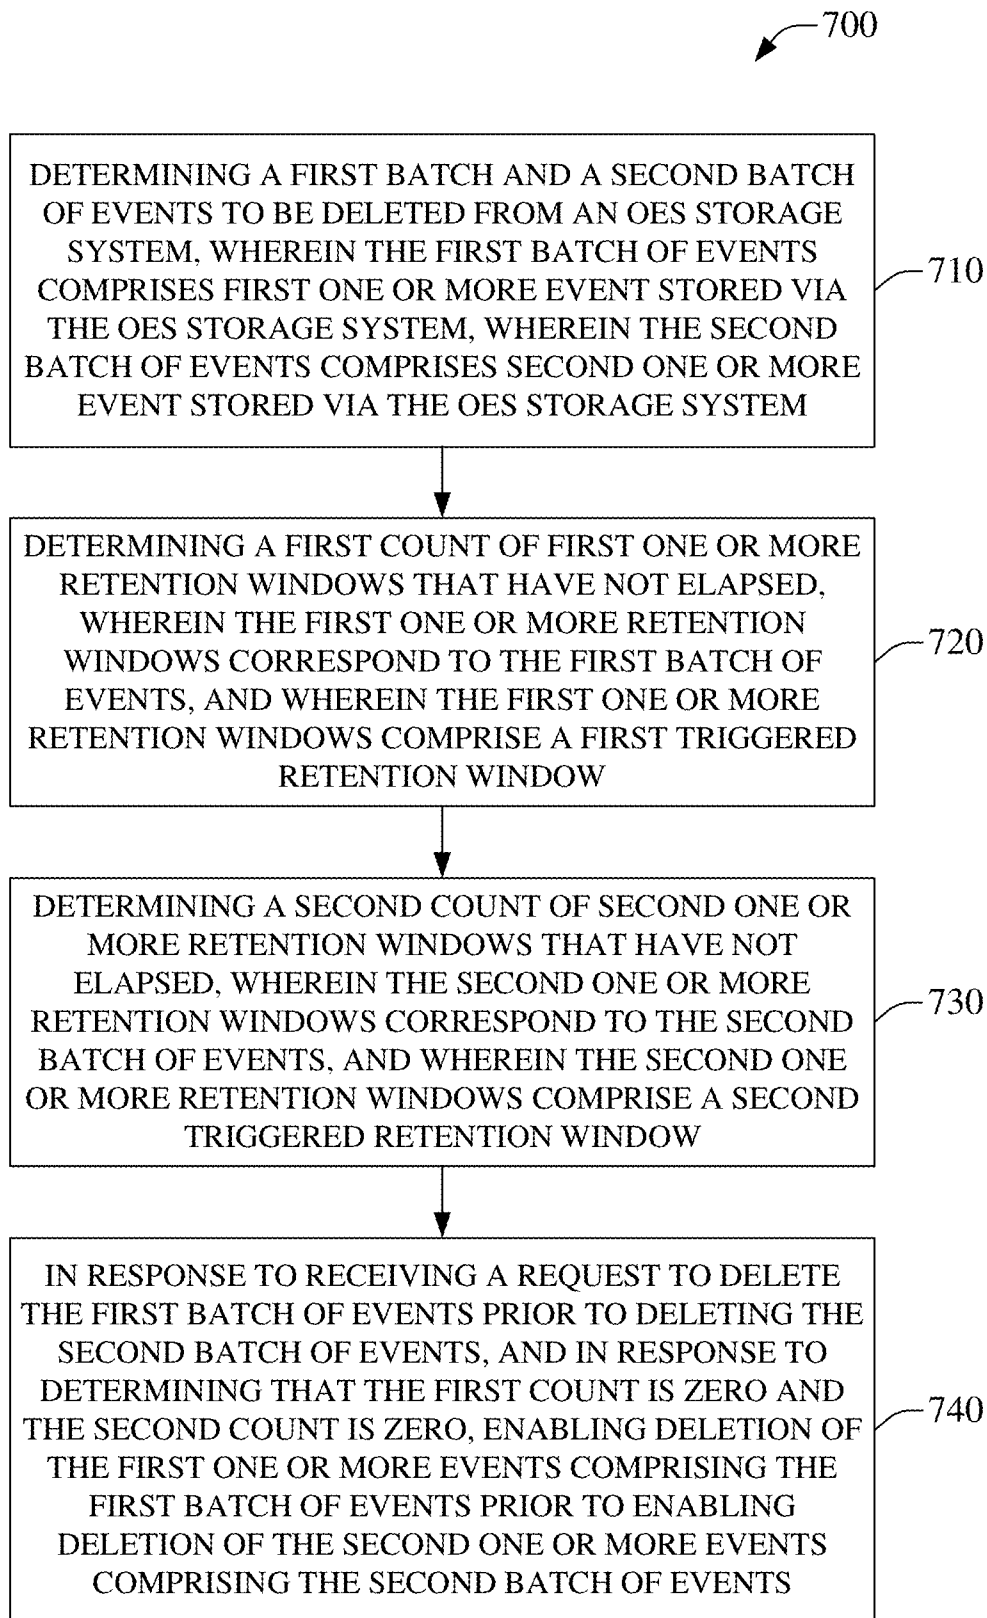 700
DETERMINING A FIRST BATCH AND A SECOND BATCH
OF EVENTS TO BE DELETED FROM AN OES STORAGE
SYSTEM, WHEREIN THE FIRST BATCH OF EVENTS
COMPRISES FIRST ONE OR MORE EVENT STORED VIA
THE OES STORAGE SYSTEM, WHEREIN THE SECOND
BATCH OF EVENTS COMPRISES SECOND ONE OR MORE
EVENT STORED VIA THE OES STORAGE SYSTEM
710
DETERMINING A FIRST COUNT OF FIRST ONE OR MORE
RETENTION WINDOWS THAT HAVE NOT ELAPSED,
WHEREIN THE FIRST ONE OR MORE RETENTION
WINDOWS CORRESPOND TO THE FIRST BATCH OF
EVENTS, AND WHEREIN THE FIRST ONE OR MORE
RETENTION WINDOWS COMPRISE A FIRST TRIGGERED
RETENTION WINDOW
720
DETERMINING A SECOND COUNT OF SECOND ONE OR
MORE RETENTION WINDOWS THAT HAVE NOT
ELAPSED, WHEREIN THE SECOND ONE OR MORE
RETENTION WINDOWS CORRESPOND TO THE SECOND
BATCH OF EVENTS, AND WHEREIN THE SECOND ONE
OR MORE RETENTION WINDOWS COMPRISE A SECOND
TRIGGERED RETENTION WINDOW
730
IN RESPONSE TO RECEIVING A REQUEST TO DELETE
THE FIRST BATCH OF EVENTS PRIOR TO DELETING THE
SECOND BATCH OF EVENTS, AND IN RESPONSE TO
DETERMINING THAT THE FIRST COUNT IS ZERO AND
THE SECOND COUNT IS ZERO, ENABLING DELETION OF
THE FIRST ONE OR MORE EVENTS COMPRISING THE
FIRST BATCH OF EVENTS PRIOR TO ENABLING
DELETION OF THE SECOND ONE OR MORE EVENTS
COMPRISING THE SECOND BATCH OF EVENTS
740